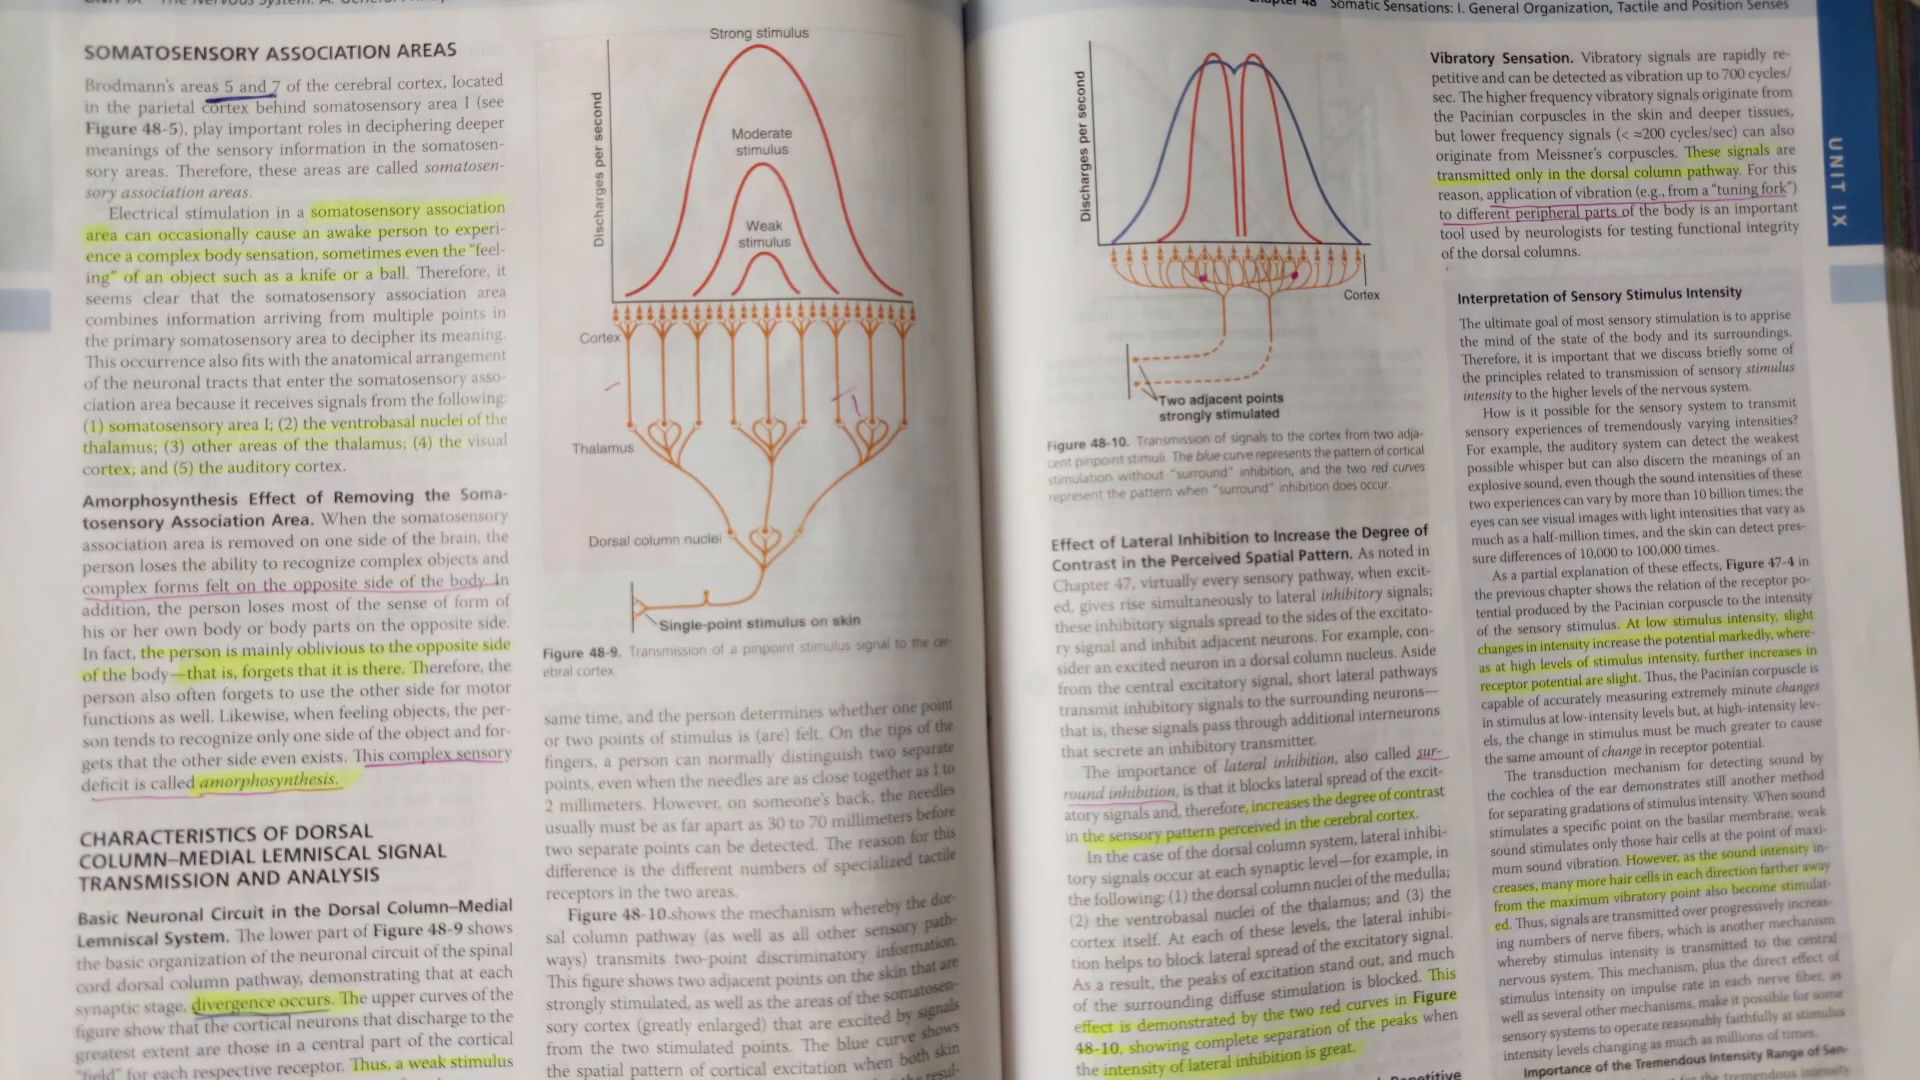 The Nervous System: A. General
SOMATOSENSORY ASSOCIATION AREAS
Brodmann's areas 5 and 7 of the cerebral cortex, located
in the parietal cortex behind somatosensory area I (see
Figure 48-5), play important roles in deciphering deeper
meanings of the sensory information in the somatosen-
sory areas. Therefore, these areas are called somatosen-
sory association areas.
Electrical stimulation in a somatosensory association
area can occasionally cause an awake person to experi-
ence a complex body sensation, sometimes even the "feel-
ing" of an object such as a knife or a ball. Therefore, it
seems clear that the somatosensory association area
combines information arriving from multiple points in
the primary somatosensory area to decipher its meaning.
This occurrence also fits with the anatomical arrangement
of the neuronal tracts that enter the somatosensory asso-
ciation area because it receives signals from the following:
(1) somatosensory area I; (2) the ventrobasal nuclei of the
thalamus; (3) other areas of the thalamus; (4) the visual
cortex; and (5) the auditory cortex.
Amorphosynthesis Effect of Removing the Soma-
tosensory Association Area. When the somatosensory
association area is removed on one side of the brain, the
person loses the ability to recognize complex objects and
complex forms felt on the opposite side of the body. In
addition, the person loses most of the sense of form of
his or her own body or body parts on the opposite side.
In fact, the person is mainly oblivious to the opposite side
of the body—that is, forgets that it is there. Therefore, the
person also often forgets to use the other side for motor
functions as well. Likewise, when feeling objects, the per-
son tends to recognize only one side of the object and for-
gets that the other side even exists. This complex sensory
deficit is called amorphosynthesis.
CHARACTERISTICS OF DORSAL
COLUMN–MEDIAL LEMNISCAL SIGNAL
TRANSMISSION AND ANALYSIS
Basic Neuronal Circuit in the Dorsal Column–Medial
Lemniscal System. The lower part of Figure 48-9 shows
the basic organization of the neuronal circuit of the spinal
cord dorsal column pathway, demonstrating that at each
synaptic stage, divergence occurs. The upper curves of the
figure show that the cortical neurons that discharge to the
greatest extent are those in a central part of the cortical
"field" for each respective receptor. Thus, a weak stimulus
Strong stimulus
Moderate
stimulus
Weak
stimulus
Discharges per second
Cortex
Thalamus
Dorsal column nuclei
Single-point stimulus on skin
Figure 48-9. Transmission of a pinpoint stimulus signal to the cer-
ebral cortex.
same time, and the person determines whether one point
or two points of stimulus is (are) felt. On the tips of the
fingers, a person can normally distinguish two separate
points, even when the needles are as close together as 1 to
2 millimeters. However, on someone's back, the needles
usually must be as far apart as 30 to 70 millimeters before
two separate points can be detected. The reason for this
difference is the different numbers of specialized tactile
receptors in the two areas.
Figure 48-10 shows the mechanism whereby the dor-
sal column pathway (as well as all other sensory path-
ways) transmits two-point discriminatory information.
This figure shows two adjacent points on the skin that are
strongly stimulated, as well as the areas of the somatosen-
sory cortex (greatly enlarged) that are excited by signals
from the two stimulated points. The blue curve shows
the spatial pattern of cortical excitation when both skin
Chapter 48 Somatic Sensations: I. General Organization, Tactile and Position Senses
Discharges per second
Cortex
Two adjacent points
strongly stimulated
Figure 48-10. Transmission of signals to the cortex from two adja-
cent pinpoint stimuli. The blue curve represents the pattern of cortical
stimulation without "surround" inhibition, and the two red curves
represent the pattern when "surround" inhibition does occur.
Effect of Lateral Inhibition to Increase the Degree of
Contrast in the Perceived Spatial Pattern. As noted in
Chapter 47, virtually every sensory pathway, when excit-
ed, gives rise simultaneously to lateral inhibitory signals;
these inhibitory signals spread to the sides of the excitato-
ry signal and inhibit adjacent neurons. For example, con-
sider an excited neuron in a dorsal column nucleus. Aside
from the central excitatory signal, short lateral pathways
transmit inhibitory signals to the surrounding neurons—
that is, these signals pass through additional interneurons
that secrete an inhibitory transmitter.
The importance of lateral inhibition, also called sur-
round inhibition, is that it blocks lateral spread of the excit-
atory signals and, therefore, increases the degree of contrast
in the sensory pattern perceived in the cerebral cortex.
In the case of the dorsal column system, lateral inhibi-
tory signals occur at each synaptic level—for example, in
the following: (1) the dorsal column nuclei of the medulla;
(2) the ventrobasal nuclei of the thalamus; and (3) the
cortex itself. At each of these levels, the lateral inhibi-
tion helps to block lateral spread of the excitatory signal.
As a result, the peaks of excitation stand out, and much
of the surrounding diffuse stimulation is blocked. This
effect is demonstrated by the two red curves in Figure
48-10, showing complete separation of the peaks when
the intensity of lateral inhibition is great.
Vibratory Sensation. Vibratory signals are rapidly re-
petitive and can be detected as vibration up to 700 cycles/
sec. The higher frequency vibratory signals originate from
the Pacinian corpuscles in the skin and deeper tissues,
but lower frequency signals (< ≈200 cycles/sec) can also
originate from Meissner's corpuscles. These signals are
transmitted only in the dorsal column pathway. For this
reason, application of vibration (e.g., from a "tuning fork")
to different peripheral parts of the body is an important
tool used by neurologists for testing functional integrity
of the dorsal columns.
Interpretation of Sensory Stimulus Intensity
The ultimate goal of most sensory stimulation is to apprise
the mind of the state of the body and its surroundings.
Therefore, it is important that we discuss briefly some of
the principles related to transmission of sensory stimulus
intensity to the higher levels of the nervous system.
How is it possible for the sensory system to transmit
sensory experiences of tremendously varying intensities?
For example, the auditory system can detect the weakest
possible whisper but can also discern the meanings of an
explosive sound, even though the sound intensities of these
two experiences can vary by more than 10 billion times; the
eyes can see visual images with light intensities that vary as
much as a half-million times, and the skin can detect pres-
sure differences of 10,000 to 100,000 times.
As a partial explanation of these effects, Figure 47-4 in
the previous chapter shows the relation of the receptor po-
tential produced by the Pacinian corpuscle to the intensity
of the sensory stimulus. At low stimulus intensity, slight
changes in intensity increase the potential markedly, where-
as at high levels of stimulus intensity, further increases in
receptor potential are slight. Thus, the Pacinian corpuscle is
capable of accurately measuring extremely minute changes
in stimulus at low-intensity levels but, at high-intensity lev-
els, the change in stimulus must be much greater to cause
the same amount of change in receptor potential.
The transduction mechanism for detecting sound by
the cochlea of the ear demonstrates still another method
for separating gradations of stimulus intensity. When sound
stimulates a specific point on the basilar membrane, weak
sound stimulates only those hair cells at the point of maxi-
mum sound vibration. However, as the sound intensity in-
creases, many more hair cells in each direction farther away
from the maximum vibratory point also become stimulat-
ed. Thus, signals are transmitted over progressively increas-
ing numbers of nerve fibers, which is another mechanism
whereby stimulus intensity is transmitted to the central
nervous system. This mechanism, plus the direct effect of
stimulus intensity on impulse rate in each nerve fiber, as
well as several other mechanisms, make it possible for some
sensory systems to operate reasonably faithfully at stimulus
intensity levels changing as much as millions of times.
Importance of the Tremendous Intensity Range of Sen-
UNIT IX